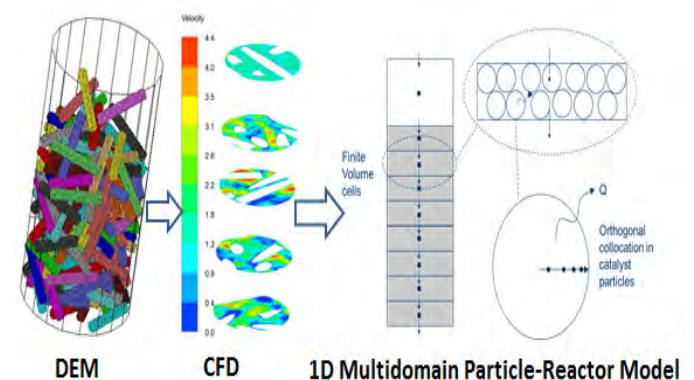 Velocity
4.4
4.0
3.5
3.1
2.6
2.2
1.8
1.3
0.9
0.4
0.0
Finite
Volume
cells
Q
Orthogonal
collocation in
catalyst
particles
DEM
CFD
1D Multidomain Particle-Reactor Model